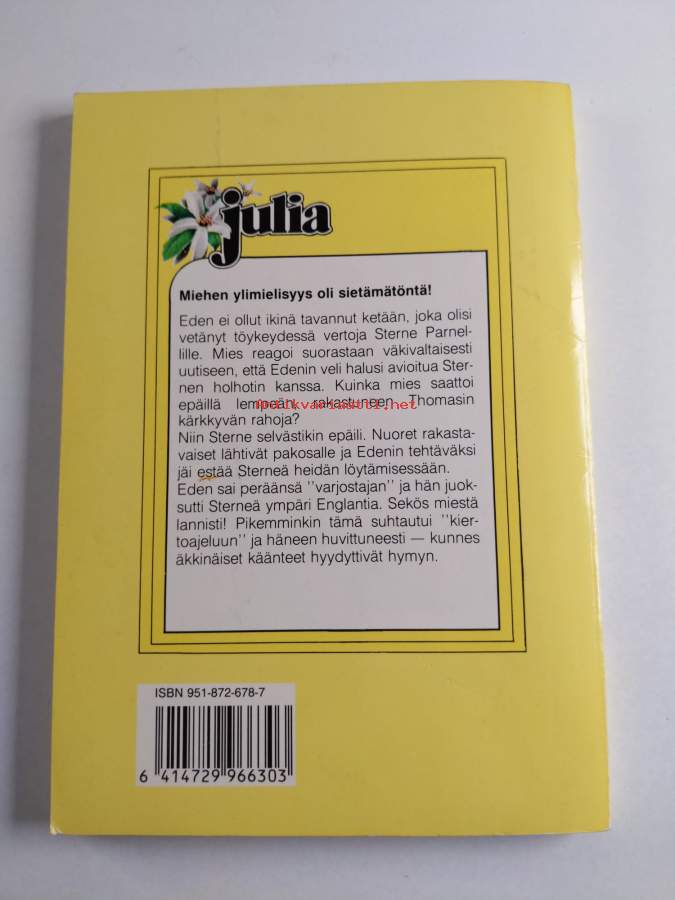 julia
Miehen ylimielisyys oli sietämätöntä!
Eden ei ollut ikinä tavannut ketään, joka olisi
vetänyt töykeydessä vertoja Sterne Parnel-
lille. Mies reagoi suorastaan väkivaltaisesti
uutiseen, että Edenin veli halusi avioitua Ster-
nen holhotin kanssa. Kuinka mies saattoi
epäillä lempeän, rakastuneen Thomasin
kärkkyvän rahoja?
Niin Sterne selvästikin epäili. Nuoret rakasta-
vaiset lähtivät pakosalle ja Edenin tehtäväksi
jäi estää Sterneä heidän löytämisessään.
Eden sai peräänsä ''varjostajan'' ja hän juok-
sutti Sterneä ympäri Englantia. Sekös miestä
lannisti! Pikemminkin tämä suhtautui ''kier-
toajeluun'' ja häneen huvittuneesti — kunnes
äkkinäiset käänteet hyydyttivät hymyn.
ISBN 951-872-678-7
6 414729 966303